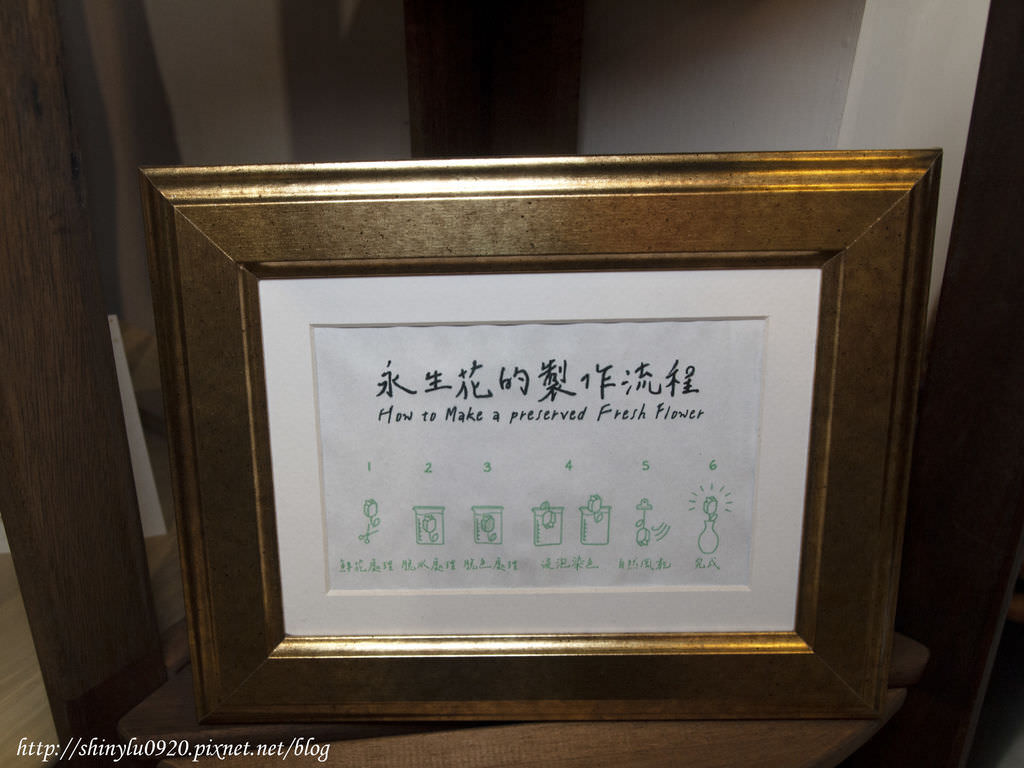 永生花的製作流程
How to Make a preserved Fresh Flower
1 2 3 4 5 6
鮮花處理 脫水處理 脫色處理 浸泡染色 自然風乾 完成
http://shinylu0920.pixnet.net/blog